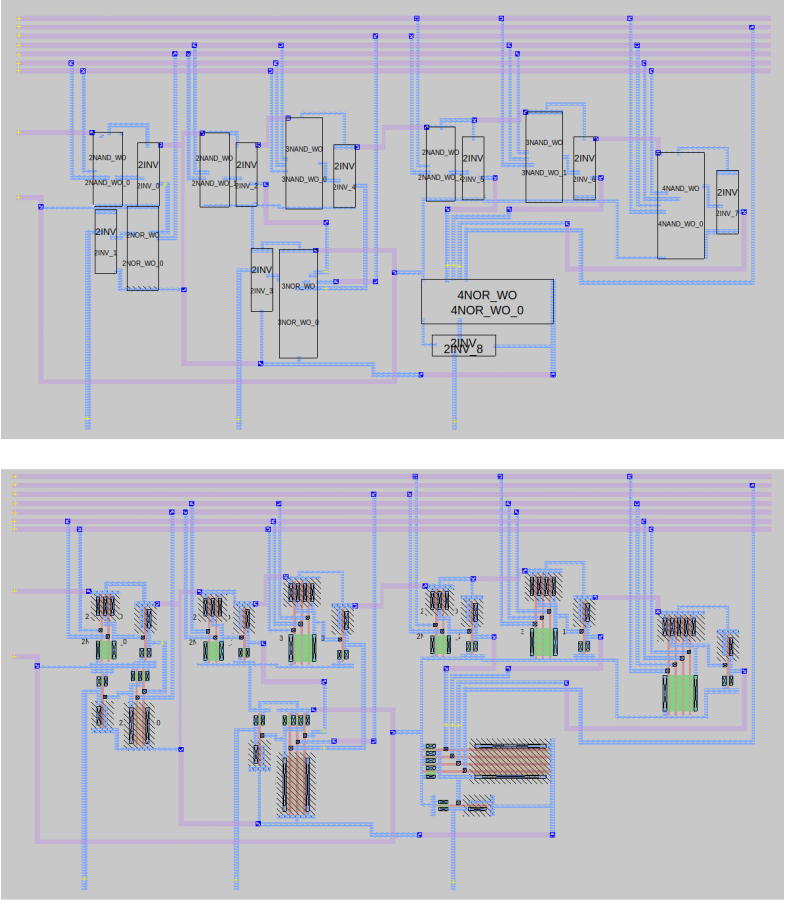 2NAND_WO
2NAND_WO_0
2INV
2INV_0
2INV
2INV_1
2NOR_WO
2NOR_WO_0
2NAND_WO
2NAND_WO_1
2INV
2INV_2
3NAND_WO
3NAND_WO_0
2INV
2INV_4
2INV
2INV_3
3NOR_WO
3NOR_WO_0
2NAND_WO
2NAND_WO_2
2INV
2INV_5
3NAND_WO
3NAND_WO_1
2INV
2INV_6
4NAND_WO
4NAND_WO_0
2INV
2INV_7
4NOR_WO
4NOR_WO_0
2INV
2INV_8